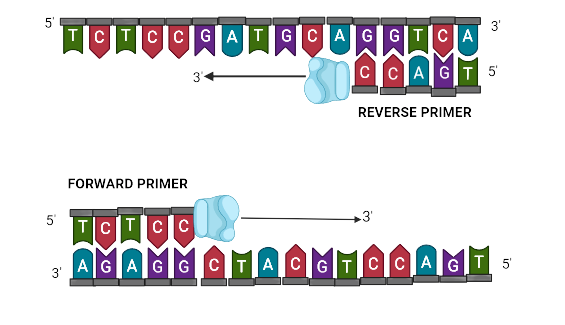 5' T C T C C G A T G C A G G T C A 3'
3' C C A G T 5'
REVERSE PRIMER
FORWARD PRIMER
5' T C T C C 3'
3' A G A G G C T A C G T C C A G T 5'